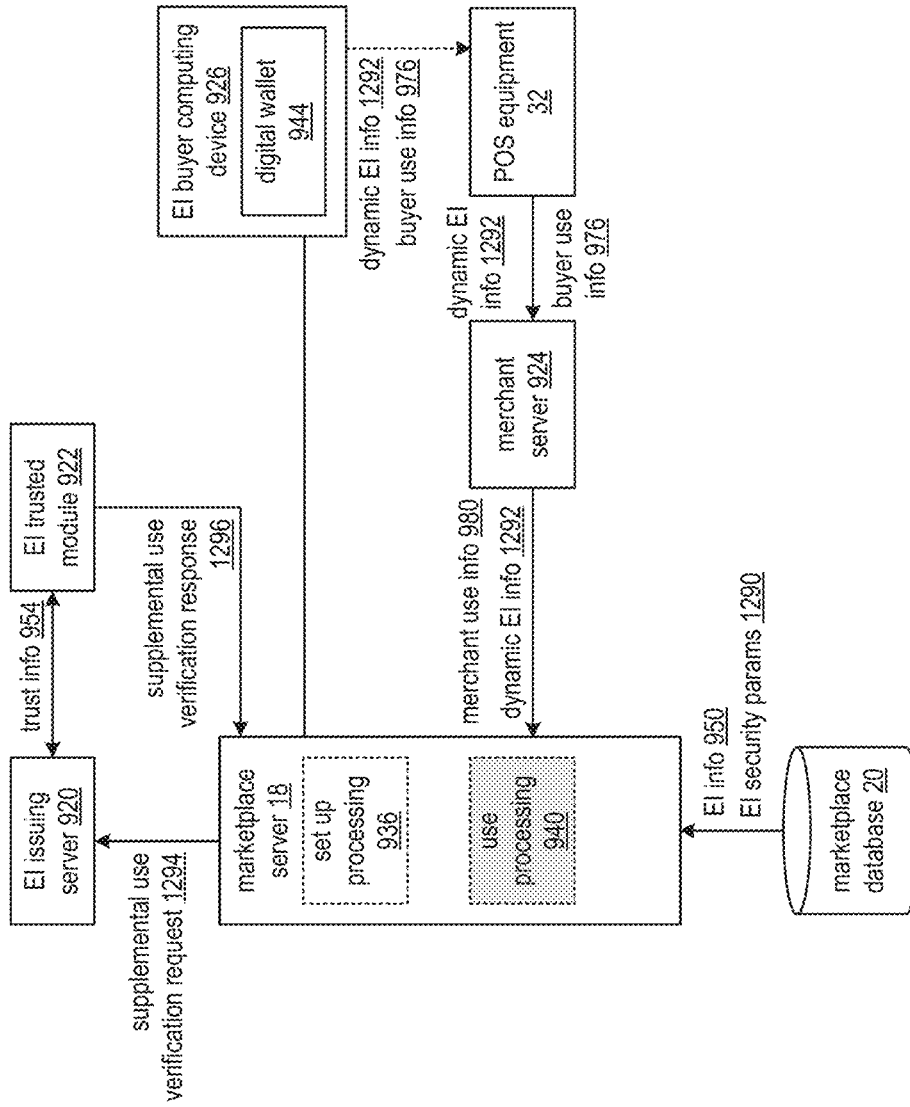 EI issuing
server 920
trust info 954
EI trusted
module 922
supplemental use
verification request 1294
supplemental use
verification response
1296
EI buyer computing
device 926
digital wallet
944
marketplace
server 18
set up
processing
936
use
processing
940
dynamic EI info 1292
buyer use info 976
merchant use info 980
dynamic EI info 1292
merchant
server 924
dynamic EI
info 1292
buyer use
info 976
POS equipment
32
EI info 950
EI security params 1290
marketplace
database 20